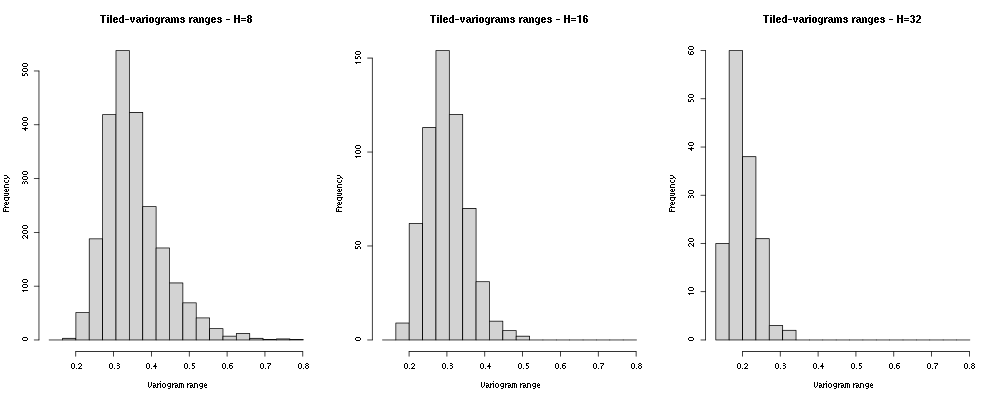 Tiled-variograms ranges - H=8
Frequency
500
400
300
200
100
0
0.2 0.3 0.4 0.5 0.6 0.7 0.8
Variogram range
Tiled-variograms ranges - H=16
Frequency
150
100
50
0
0.2 0.3 0.4 0.5 0.6 0.7 0.8
Variogram range
Tiled-variograms ranges - H=32
Frequency
60
50
40
30
20
10
0
0.2 0.3 0.4 0.5 0.6 0.7 0.8
Variogram range